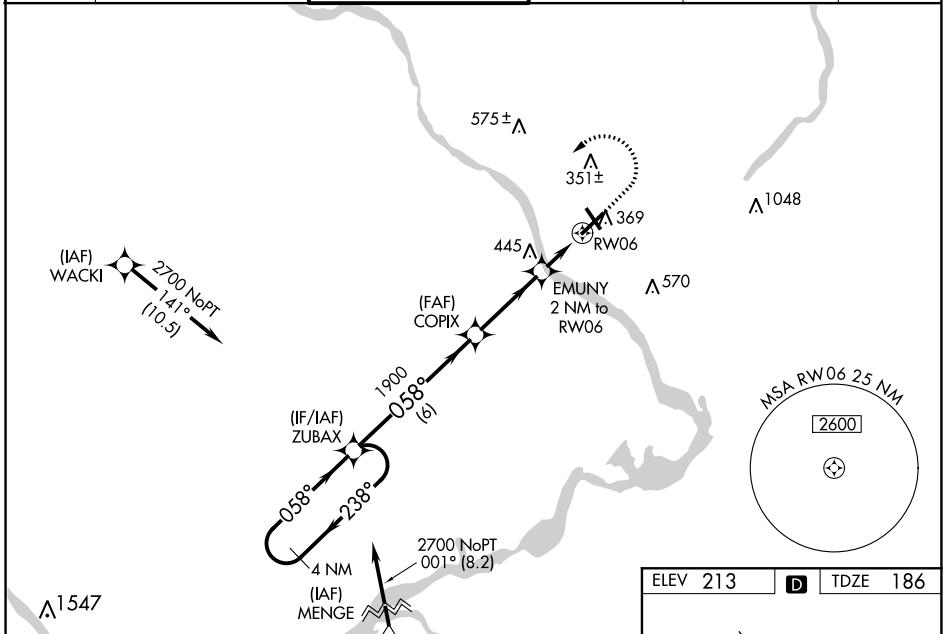 575±
351±
1048
369
RW06
445
(IAF)
WACKI
2700 NoPT
141°
(10.5)
570
EMUNY
2 NM to
RW06
(FAF)
COPIX
1900
058°
(6)
MSA RW06 25 NM
2600
(IF/IAF)
ZUBAX
058°
238°
4 NM
2700 NoPT
001° (8.2)
(IAF)
MENGE
1547
ELEV 213 D TDZE 186